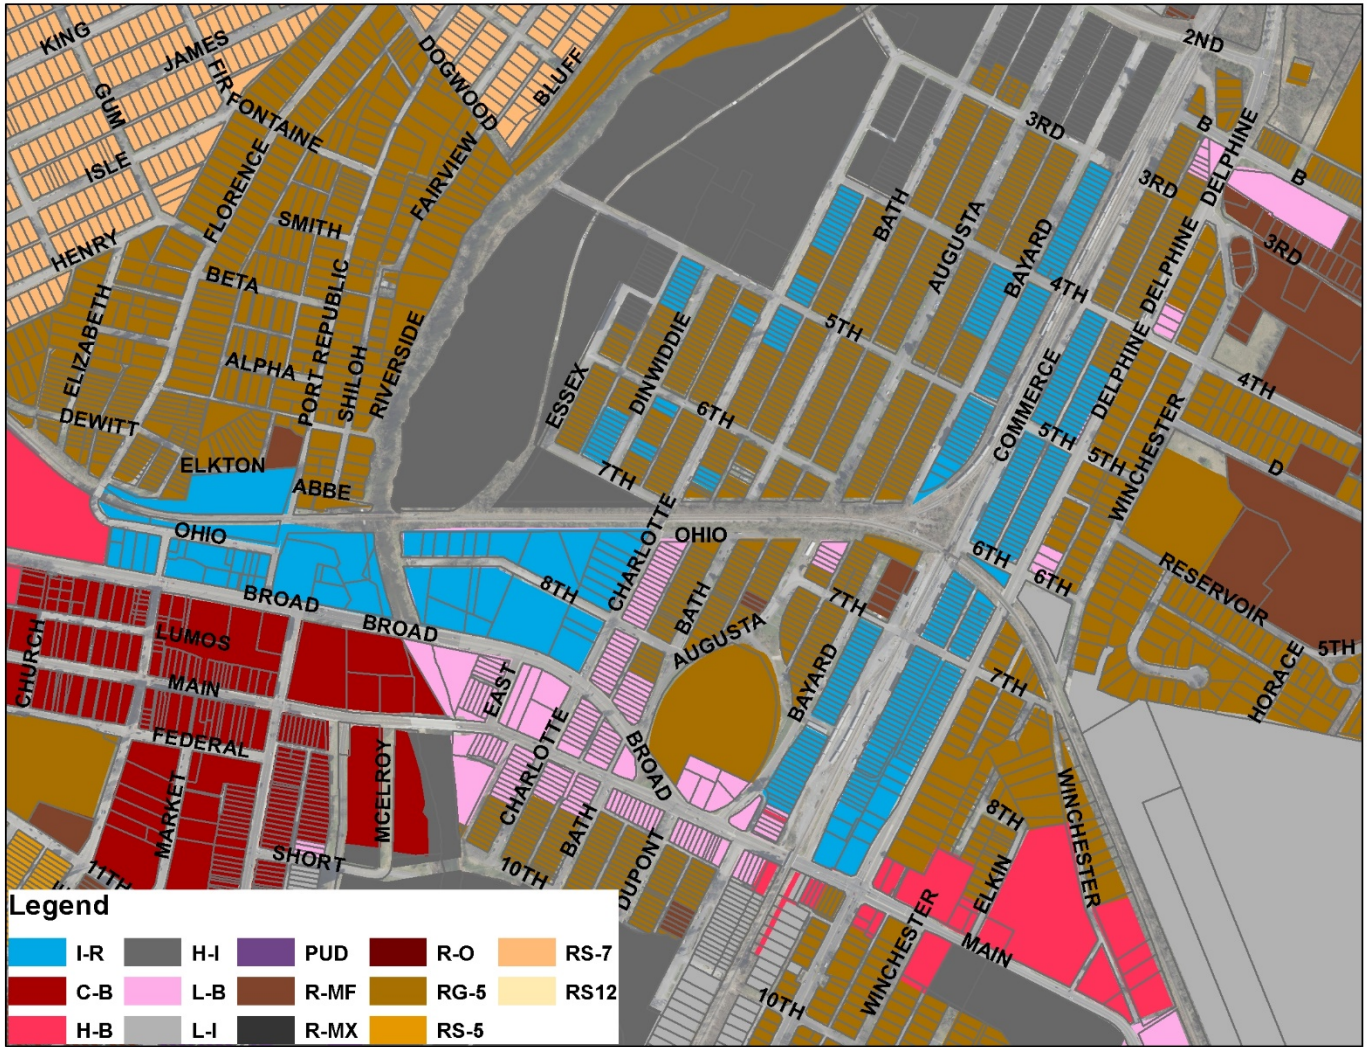 KING
JAMES
DOGWOOD
BLUFF
2ND
GUM
FIR
FONTAINE
3RD
B
DELPHINE
ISLE
FLORENCE
FAIRVIEW
3RD
B
HENRY
SMITH
BATH
AUGUSTA
BAYARD
DELPHINE
3RD
BETA
PORT REPUBLIC
4TH
ELIZABETH
ALPHA
SHILOH
RIVERSIDE
5TH
DINWIDDIE
ESSEX
COMMERCE
DELPHINE
4TH
DEWITT
6TH
5TH
5TH
WINCHESTER
D
ELKTON
ABBE
7TH
OHIO
CHARLOTTE
OHIO
6TH
6TH
RESERVOIR
BROAD
8TH
BROAD
BATH
7TH
5TH
LUMOS
AUGUSTA
CHURCH
MAIN
EAST
BAYARD
7TH
HORACE
FEDERAL
CHARLOTTE
BROAD
MCELROY
MARKET
BATH
8TH
WINCHESTER
SHORT
11TH
10TH
DUPONT
ELKIN
WINCHESTER
MAIN
10TH
Legend
I-R
H-I
PUD
R-O
RS-7
C-B
L-B
R-MF
RG-5
RS12
H-B
L-I
R-MX
RS-5